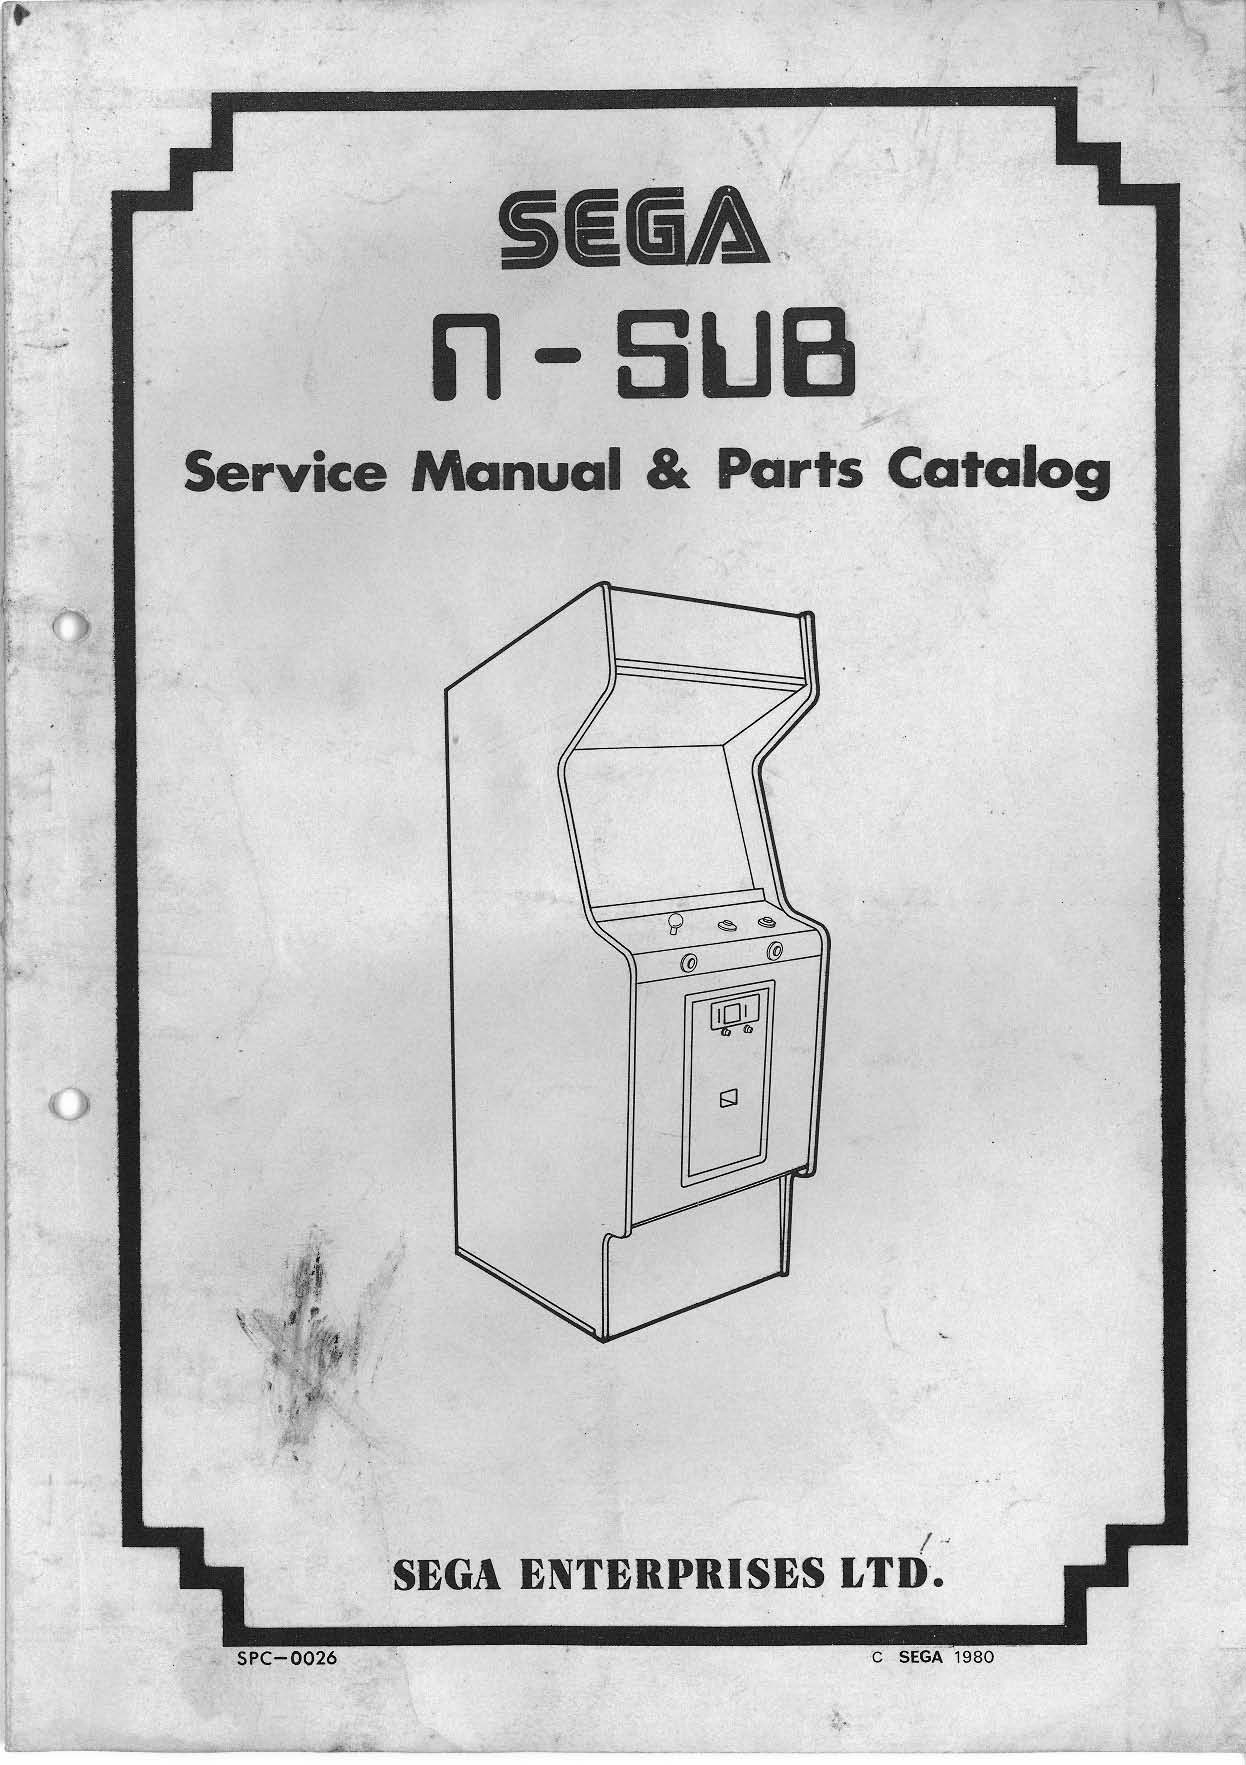 SEGA
n-SUB
Service Manual & Parts Catalog
SEGA ENTERPRISES LTD.
SPC-0026
C SEGA 1980